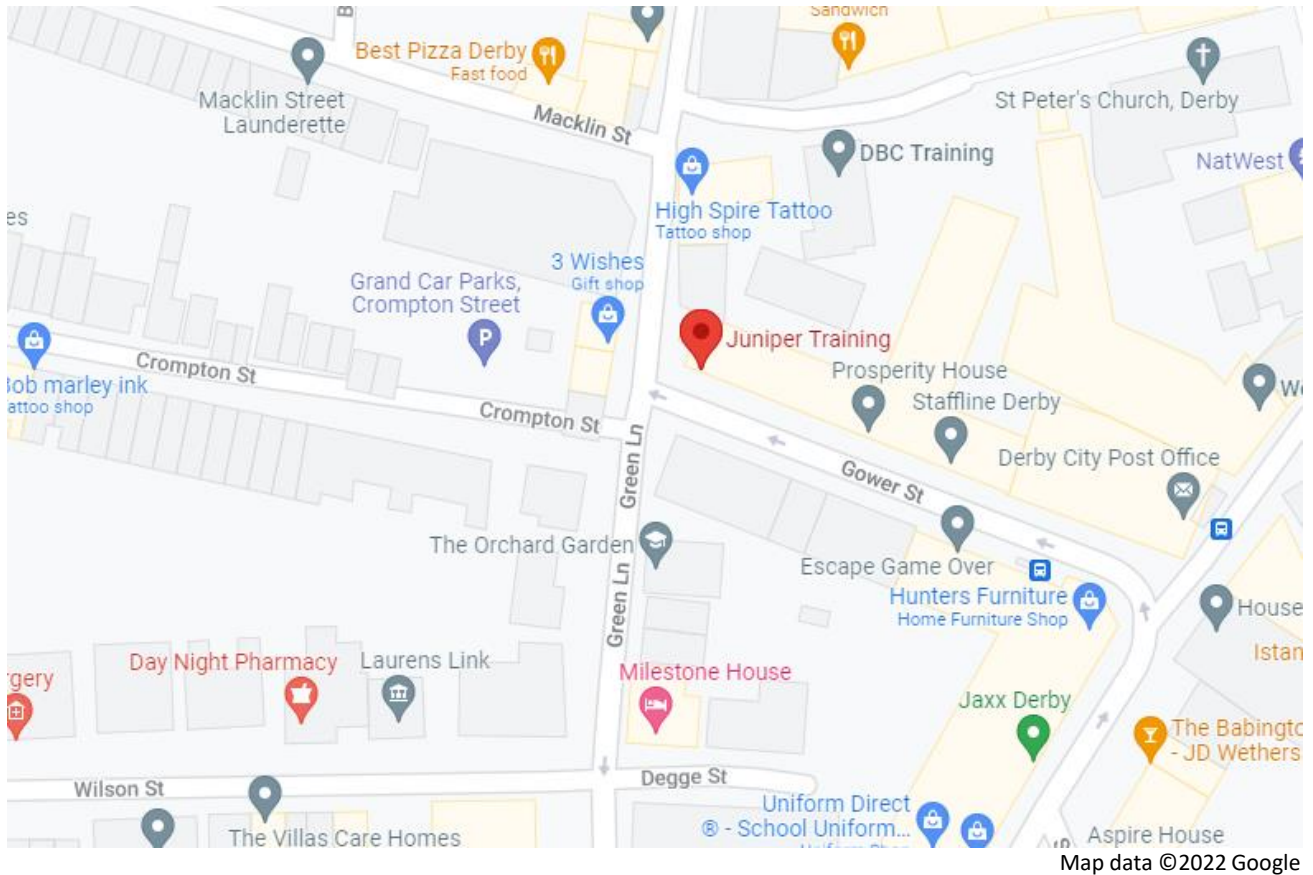 Sandwich
B
Best Pizza Derby
Fast food
Macklin Street
Launderette
Macklin St
St Peter's Church, Derby
DBC Training
NatWest
High Spire Tattoo
Tattoo shop
es
3 Wishes
Gift shop
Grand Car Parks,
Crompton Street
P
Juniper Training
Crompton St
Prosperity House
Bob marley ink
attoo shop
Staffline Derby
Crompton St
Green Ln
Derby City Post Office
Gower St
The Orchard Garden
Escape Game Over
Green Ln
Hunters Furniture
Home Furniture Shop
House
Istan
Day Night Pharmacy
Laurens Link
rgery
Milestone House
Jaxx Derby
The Babingto
- JD Wethers
Wilson St
Degge St
Uniform Direct
® - School Uniform...
The Villas Care Homes
Aspire House
Map data ©2022 Google